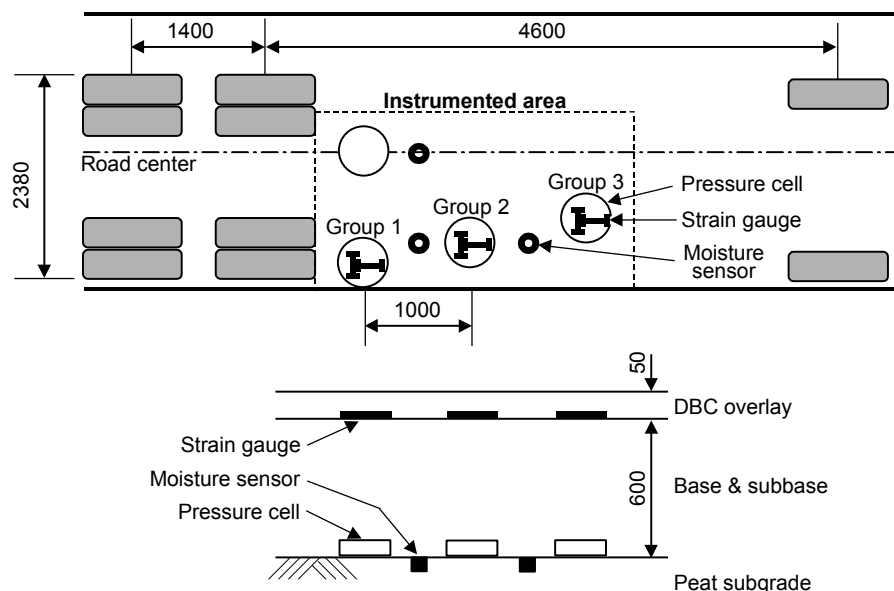 1400
4600
Instrumented area
Road center
2380
Group 3
Pressure cell
Group 2
Strain gauge
Group 1
Moisture
sensor
1000
50
DBC overlay
Strain gauge
Moisture sensor
600
Base & subbase
Pressure cell
Peat subgrade